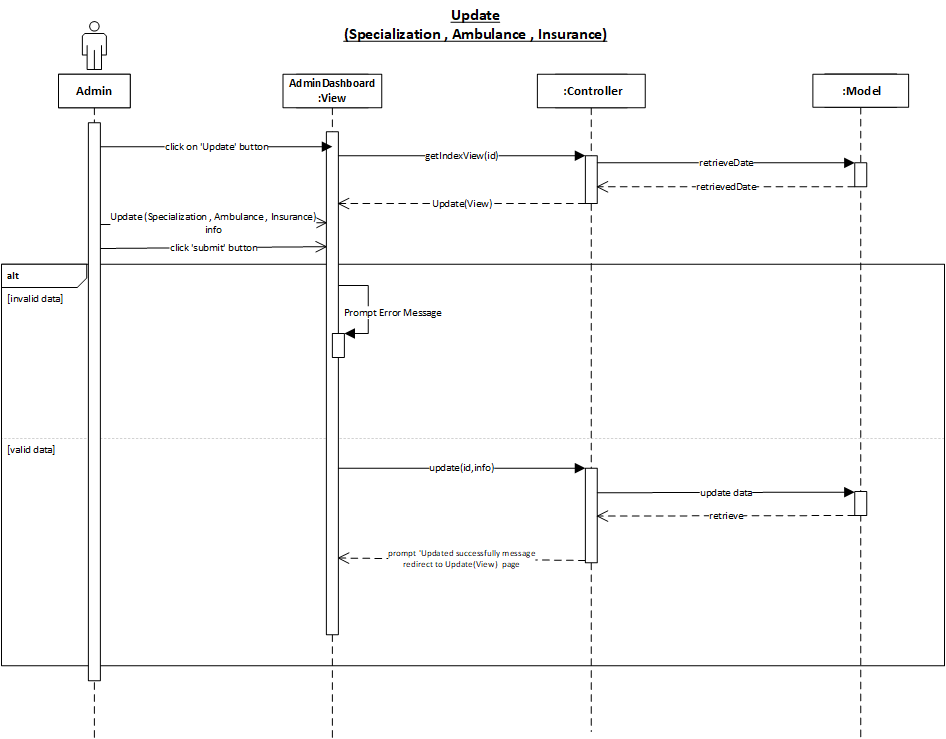 Update
(Specialization , Ambulance , Insurance)
Admin
AdminDashboard
:View
:Controller
:Model
click on 'Update' button
getIndexView(id)
retrieveDate
retrievedDate
Update(View)
Update (Specialization , Ambulance , Insurance)
info
click 'submit' button
alt
[invalid data]
Prompt Error Message
[valid data]
update(id,info)
update data
retrieve
prompt 'Updated successfully message
redirect to Update(View) page